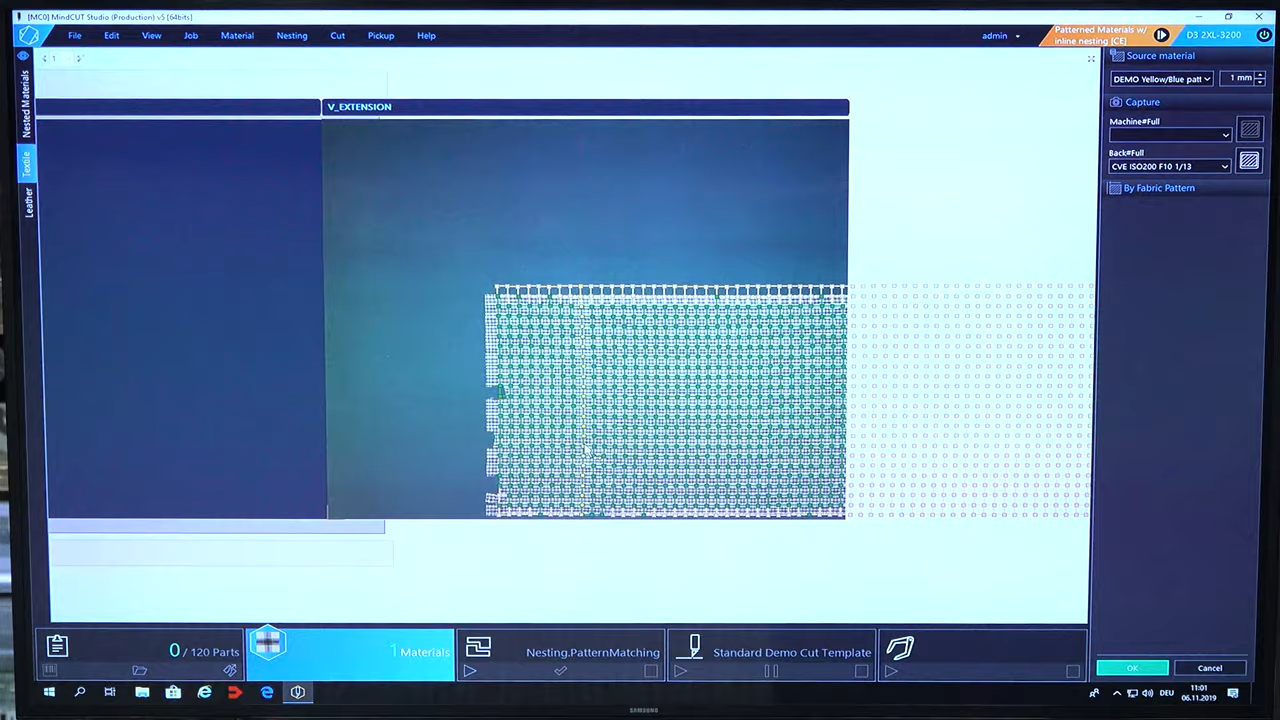 [MC0] MindCUT Studio (Production) v5 [64bits]
File Edit View Job Material Nesting Cut Pickup Help
admin
Patterned Materials w/
inline nesting [CE]
D3 2XL-3200
1
Nested Materials
Textile
Leather
V_EXTENSION
Source material
DEMO Yellow/Blue patt
1 mm
Capture
Machine#Full
Back#Full
CVE ISO200 F10 1/13
By Fabric Pattern
0 / 120 Parts
1 Materials
Nesting.PatternMatching
Standard Demo Cut Template
OK
Cancel
DEU
11:01
06.11.2019
SAMSUNG